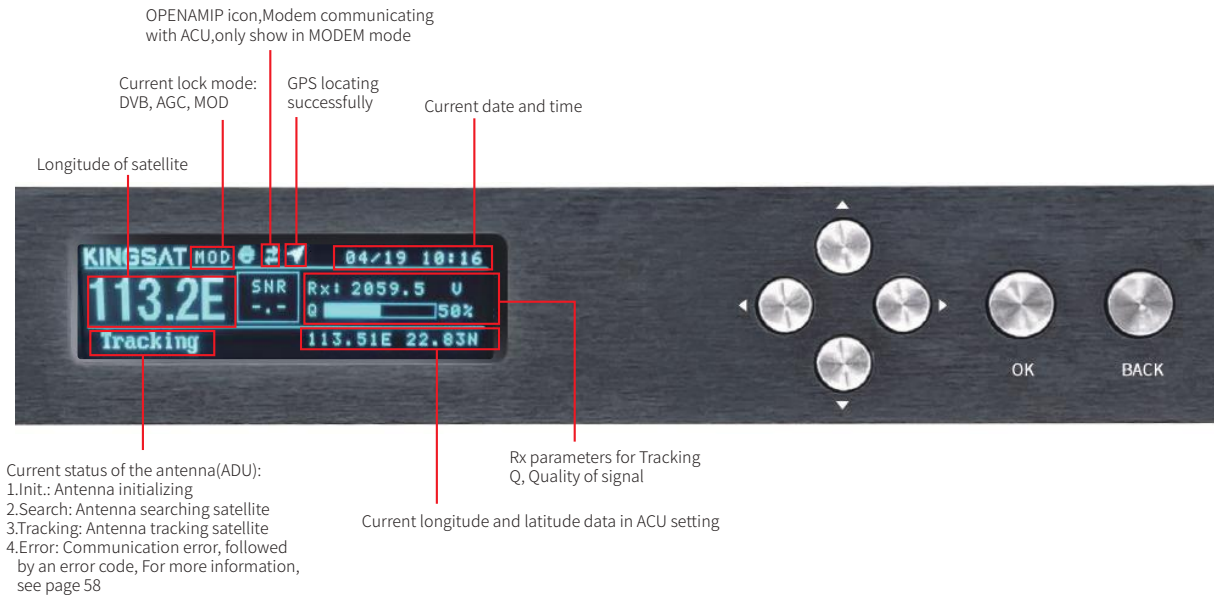 OPENAMIP icon,Modem communicating
with ACU,only show in MODEM mode
Current lock mode:
DVB, AGC, MOD
GPS locating
successfully
Current date and time
Longitude of satellite
KINGSAT MOD 04/19 10:16
113.2E SNR Rx: 2059.5 V
-.- Q 50%
Tracking 113.51E 22.83N
OK BACK
Current status of the antenna(ADU):
1.Init.: Antenna initializing
2.Search: Antenna searching satellite
3.Tracking: Antenna tracking satellite
4.Error: Communication error, followed
by an error code, For more information,
see page 58
Rx parameters for Tracking
Q, Quality of signal
Current longitude and latitude data in ACU setting